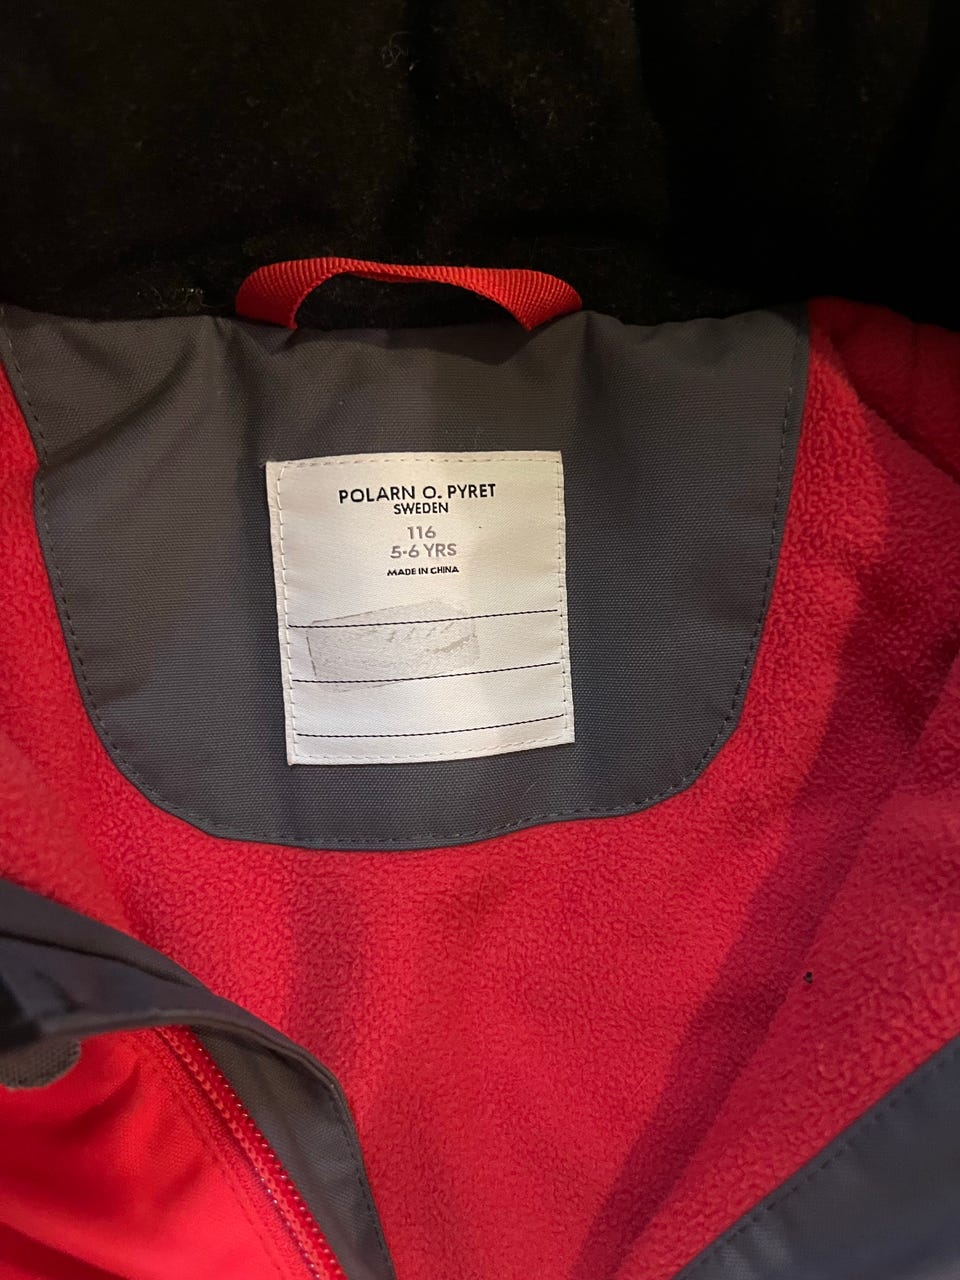 POLARN O. PYRET
SWEDEN
116
5-6 YRS
MADE IN CHINA